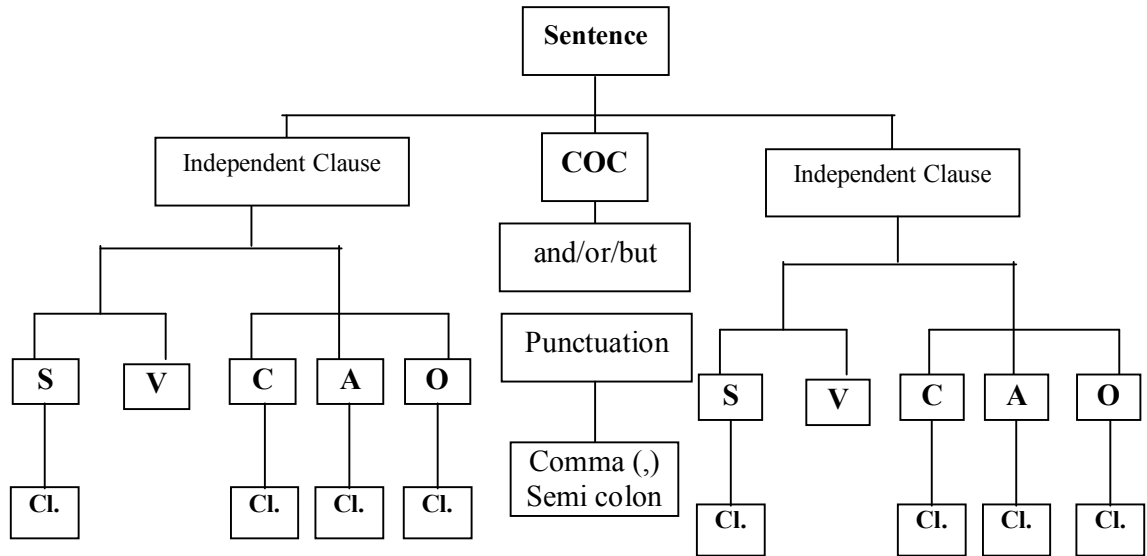 Sentence
Independent Clause
COC
Independent Clause
and/or/but
Punctuation
S
V
C
A
O
S
V
C
A
O
Comma (,)
Semi colon
Cl.
Cl.
Cl.
Cl.
Cl.
Cl.
Cl.
Cl.